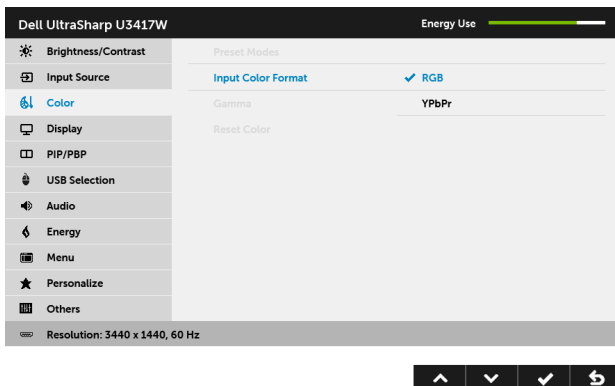 Dell UltraSharp U3417W
Energy Use
Brightness/Contrast
Preset Modes
Input Source
Input Color Format
RGB
Color
Gamma
YPbPr
Display
Reset Color
PIP/PBP
USB Selection
Audio
Energy
Menu
Personalize
Others
Resolution: 3440 x 1440, 60 Hz